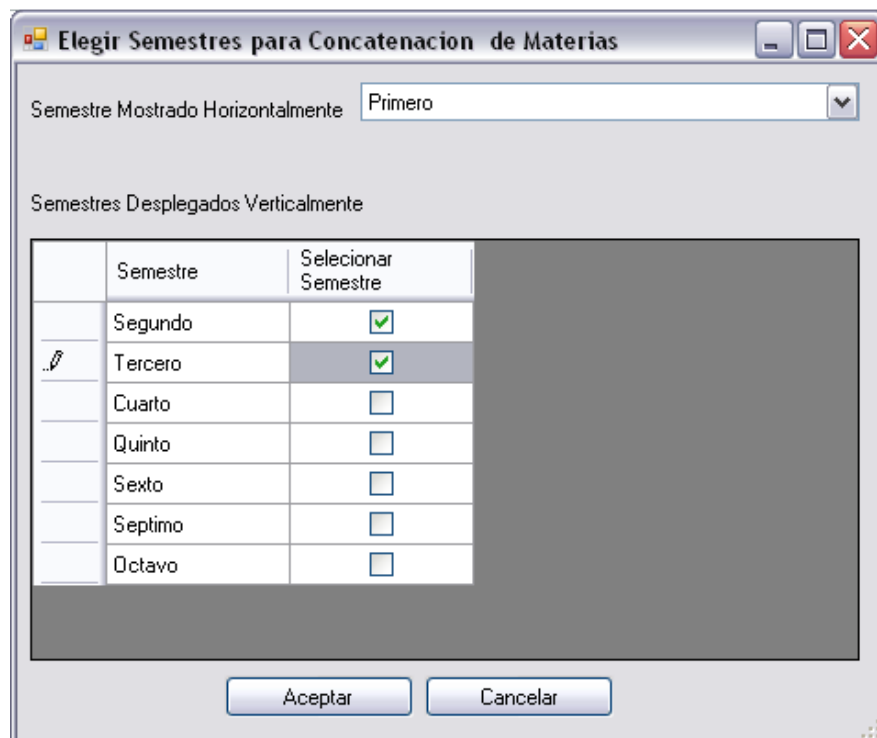 Elegir Semestres para Concatenacion de Materias
Semestre Mostrado Horizontalmente Primero
Semestres Desplegados Verticalmente
Semestre Selecionar Semestre
Segundo
Tercero
Cuarto
Quinto
Sexto
Septimo
Octavo
Aceptar Cancelar